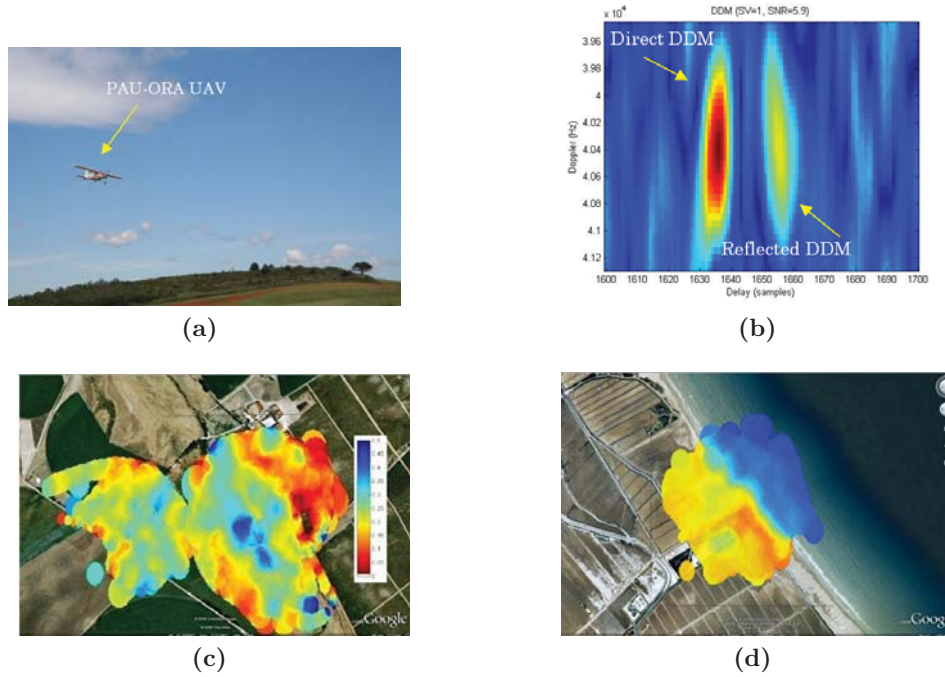 PAU-ORA UAV
(a)
DDM (SV=1, SNR=5.9)
x 10⁴
Direct DDM
3.96
3.98
4
4.02
4.04
4.06
4.08
4.1
4.12
Doppler (Hz)
Reflected DDM
1600 1610 1620 1630 1640 1650 1660 1670 1680 1690 1700
Delay (samples)
(b)
Google
(c)
Goog
(d)